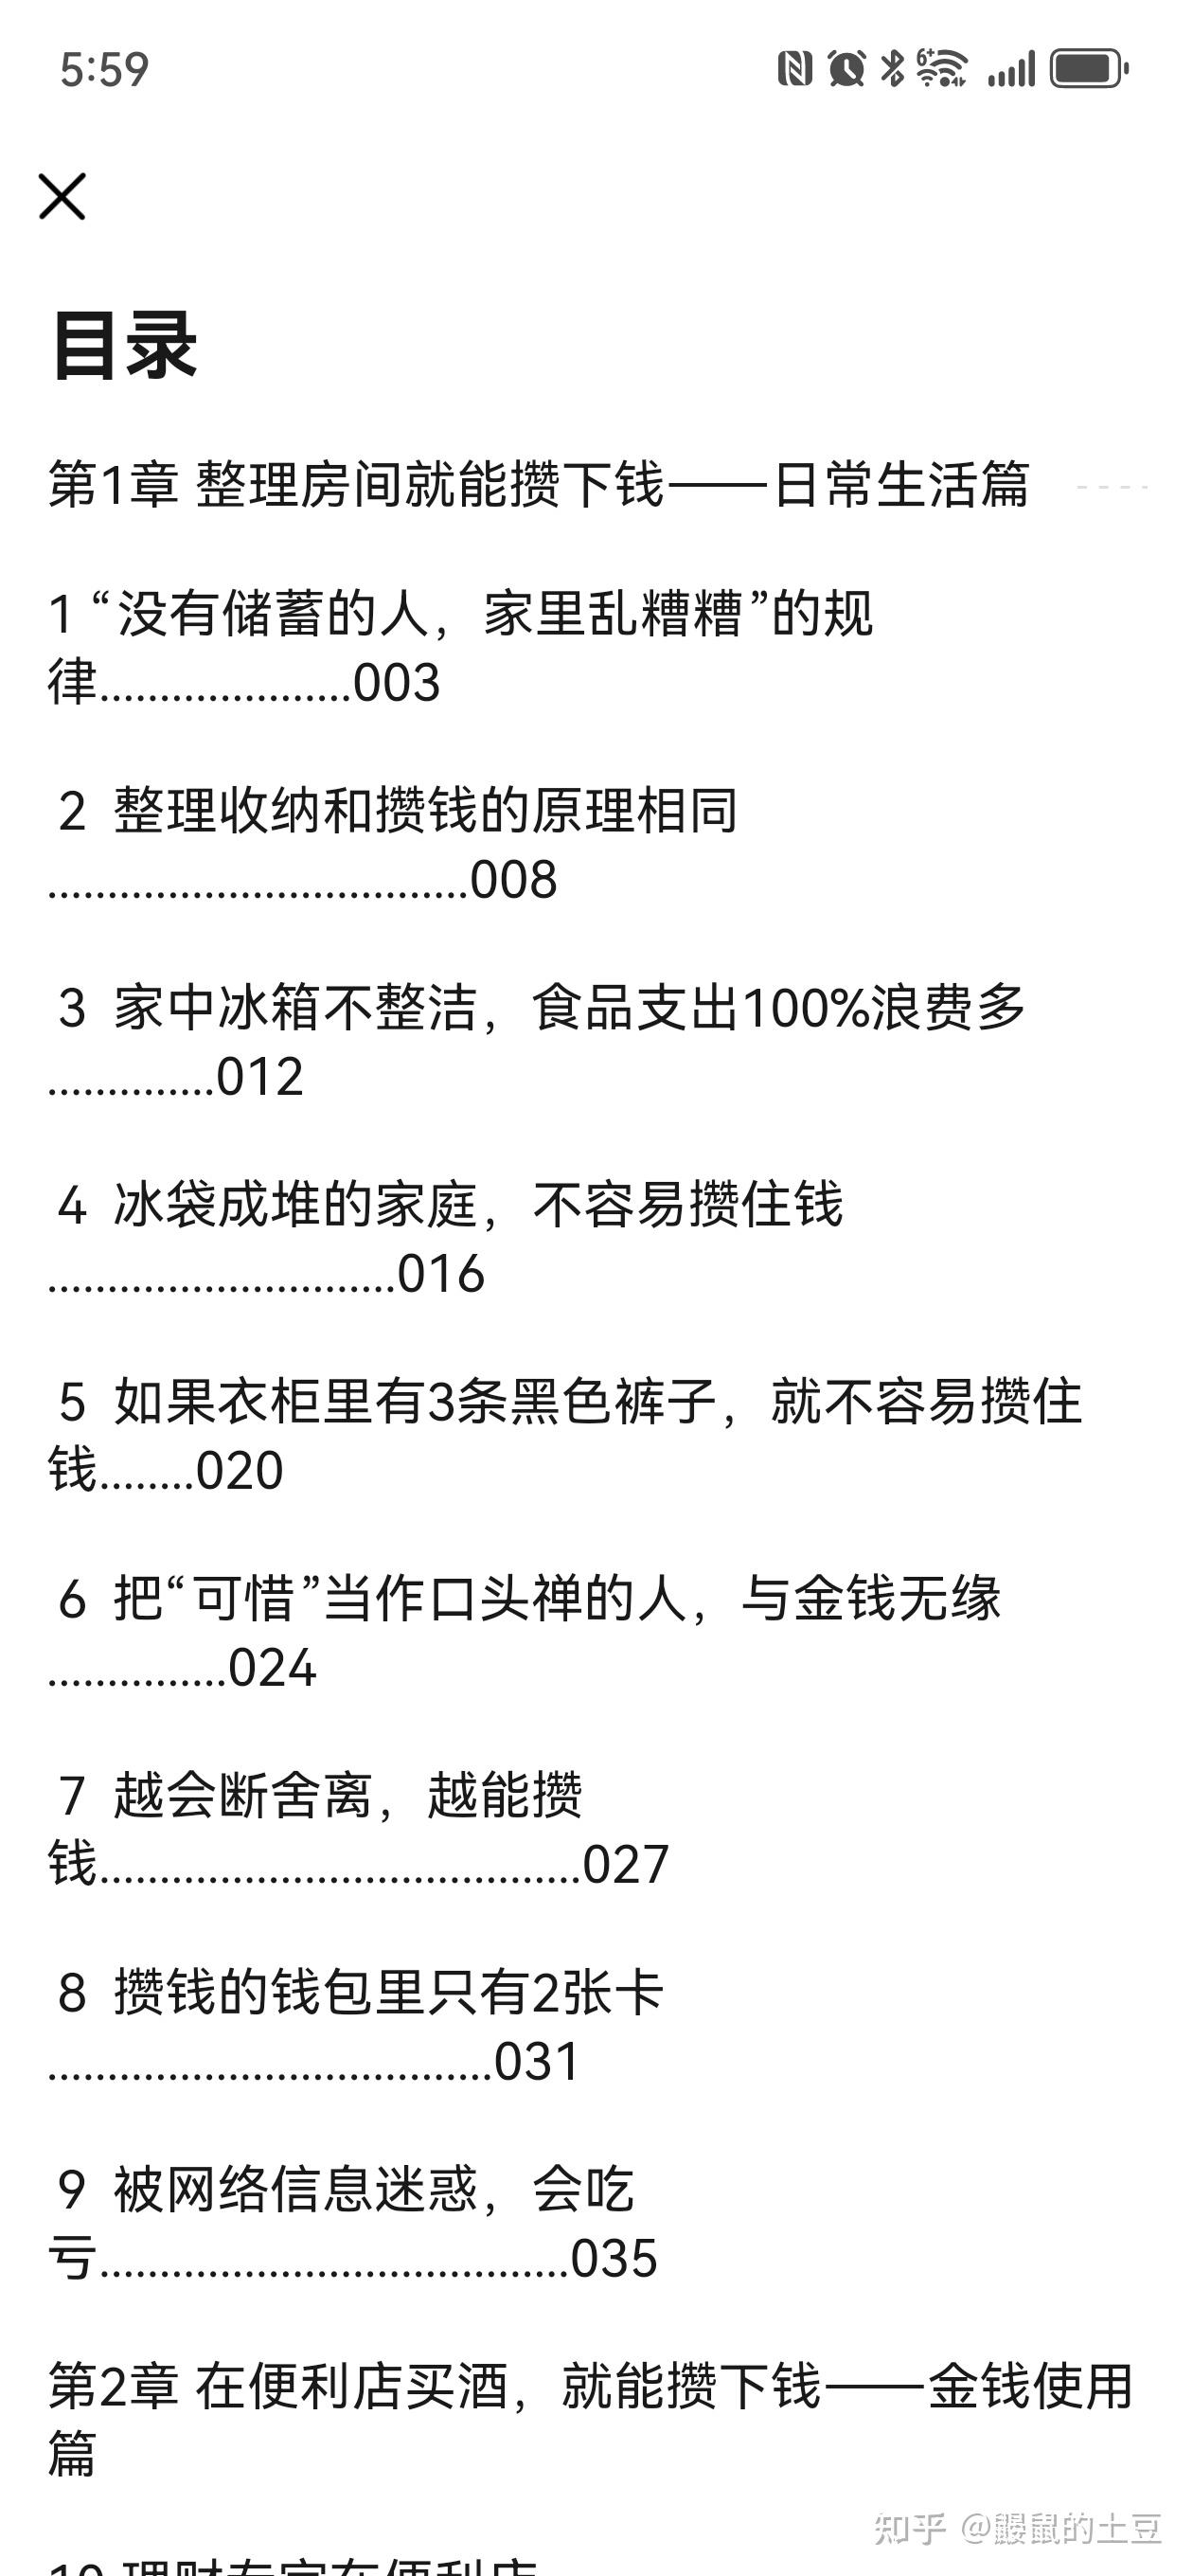 5:59
目录
第1章 整理房间就能攒下钱——日常生活篇
1 “没有储蓄的人，家里乱糟糟”的规
律.....................003
2 整理收纳和攒钱的原理相同
...................................008
3 家中冰箱不整洁，食品支出100%浪费多
..............012
4 冰袋成堆的家庭，不容易攒住钱
.............................016
5 如果衣柜里有3条黑色裤子，就不容易攒住
钱........020
6 把“可惜”当作口头禅的人，与金钱无缘
...............024
7 越会断舍离，越能攒
钱........................................027
8 攒钱的钱包里只有2张卡
.....................................031
9 被网络信息迷惑，会吃
亏.......................................035
第2章 在便利店买酒，就能攒下钱——金钱使用
篇
10 理财专家在便利店
知乎 @鼹鼠的土豆